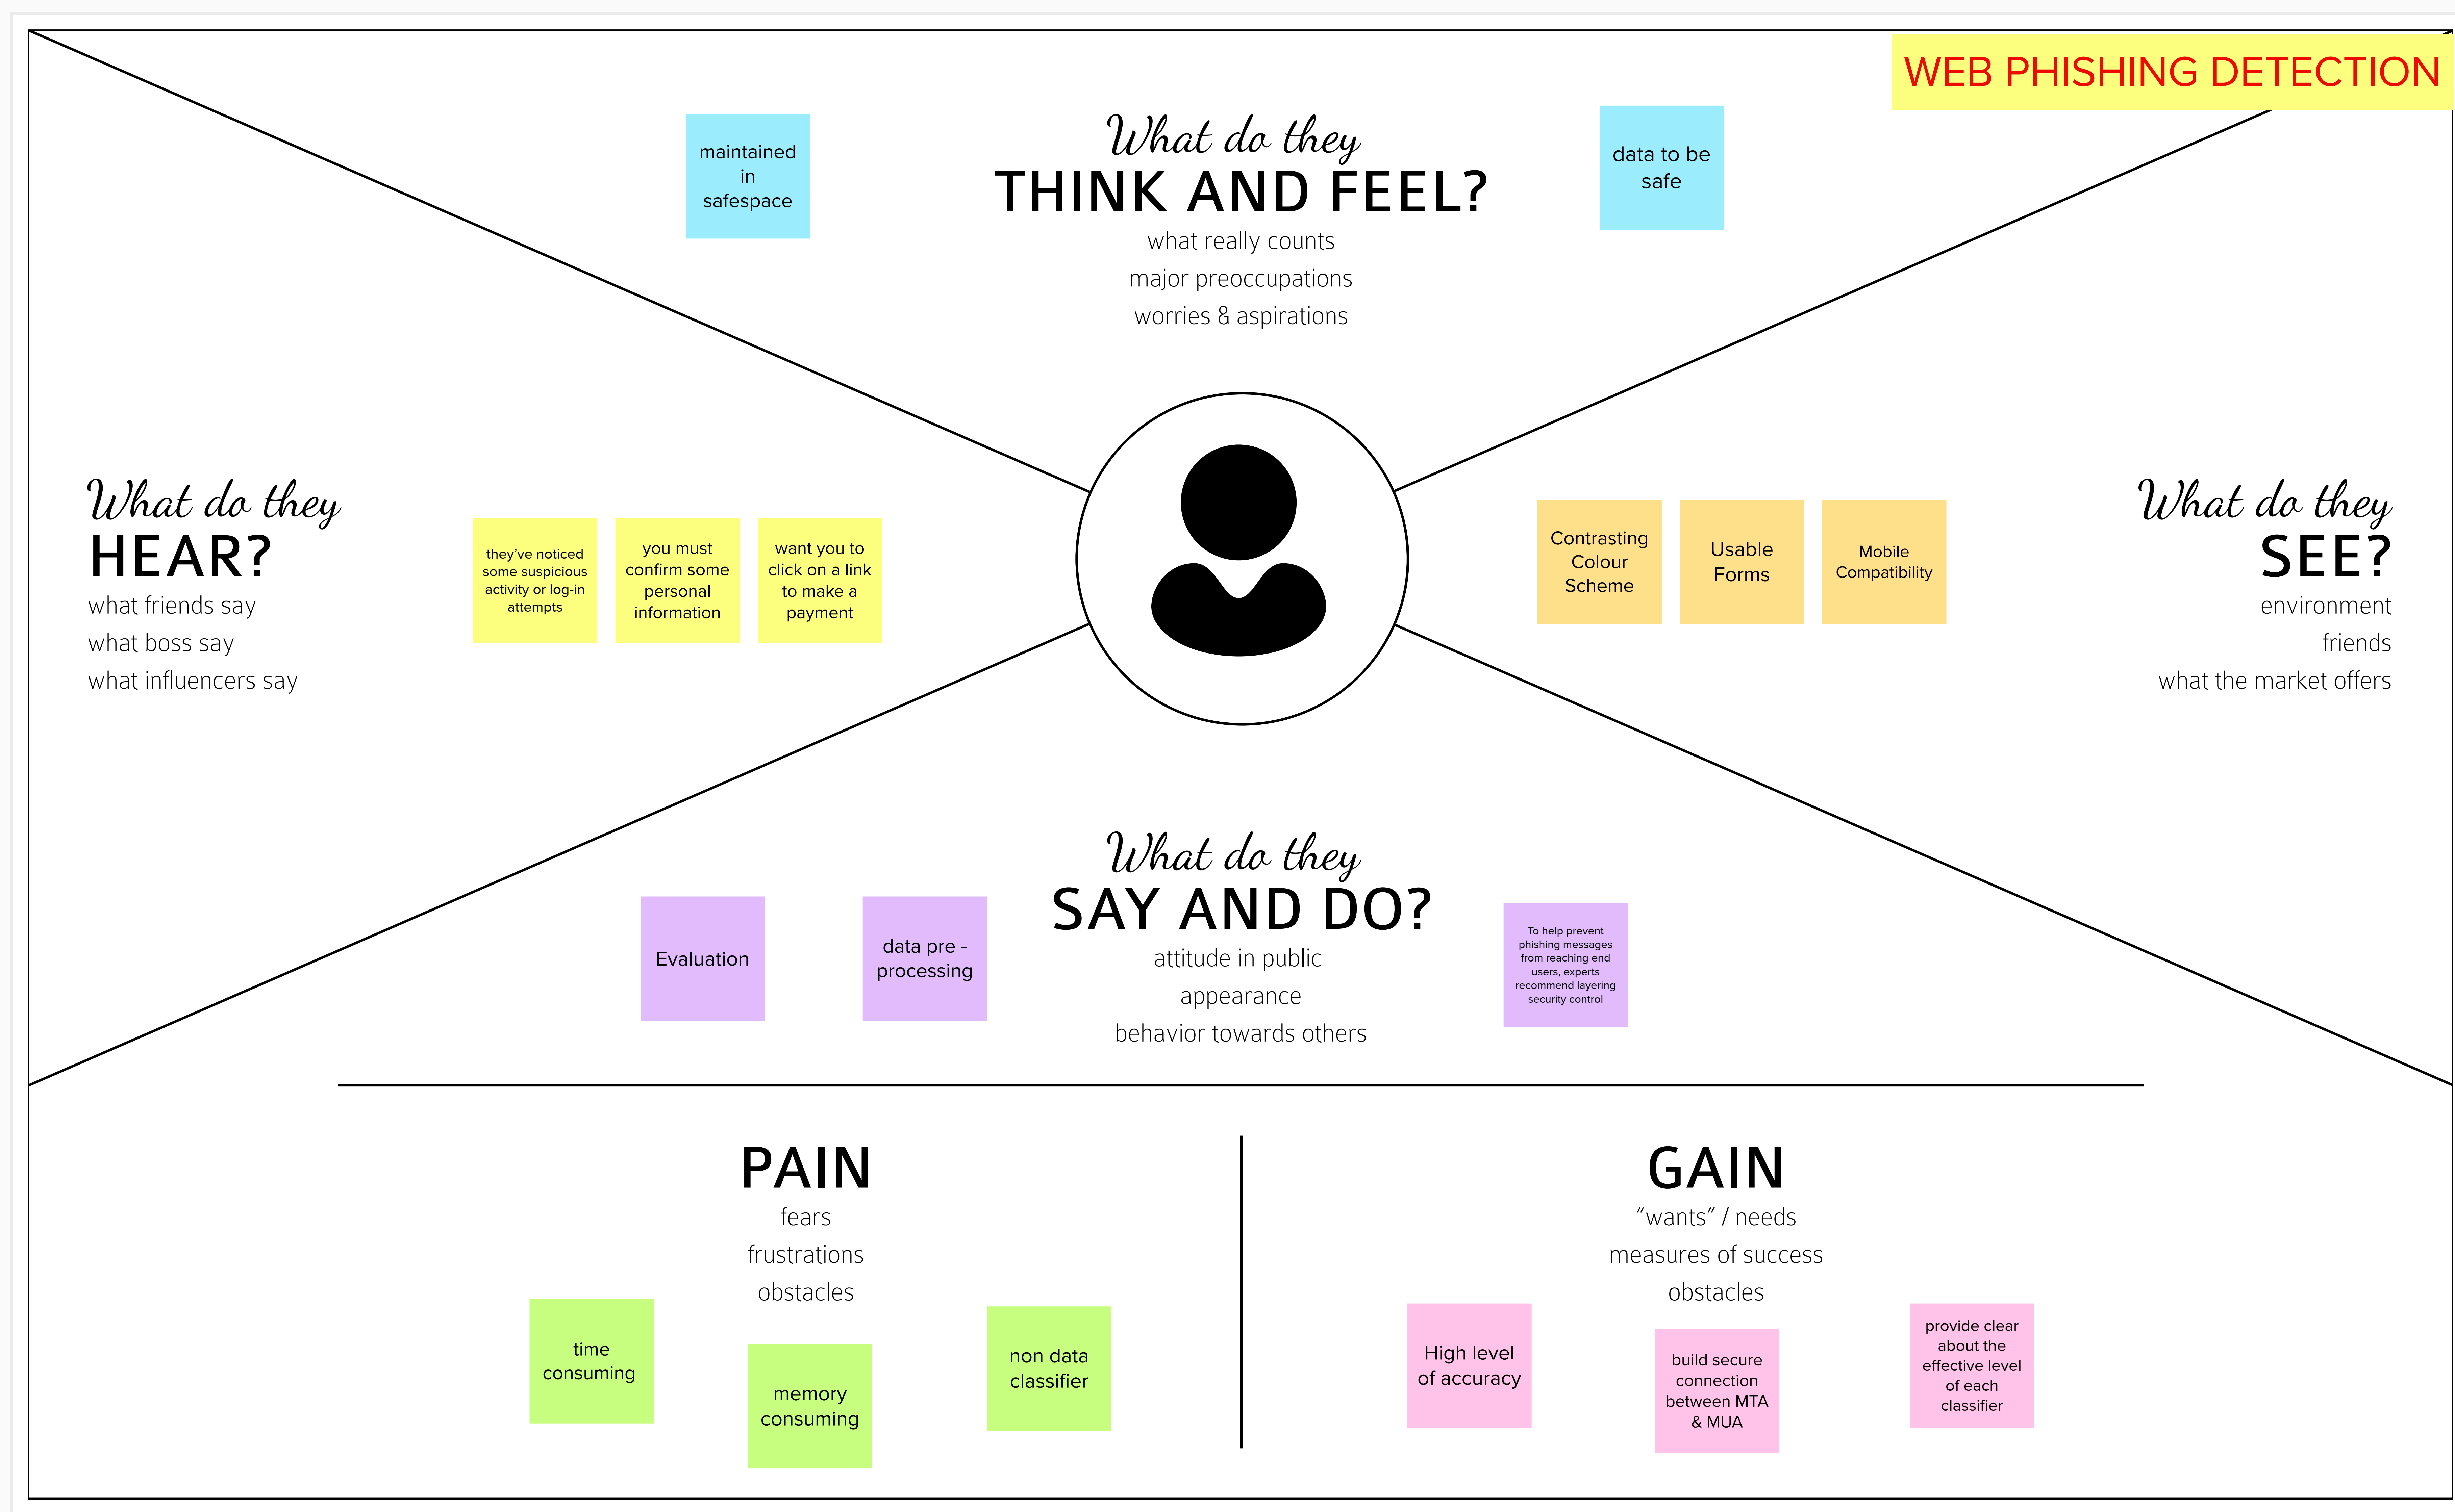 WEB PHISHING DETECTION
maintained
in
safespace
What do they
THINK AND FEEL?
what really counts
major preoccupations
worries & aspirations
data to be
safe
What do they
HEAR?
what friends say
what boss say
what influencers say
they've noticed
some suspicious
activity or log-in
attempts
you must
confirm some
personal
information
want you to
click on a link
to make a
payment
Contrasting
Colour
Scheme
Usable
Forms
Mobile
Compatibility
What do they
SEE?
environment
friends
what the market offers
Evaluation
data pre -
processing
What do they
SAY AND DO?
attitude in public
appearance
behavior towards others
To help prevent
phishing messages
from reaching end
users, experts
recommend layering
security control
PAIN
fears
frustrations
obstacles
time
consuming
memory
consuming
non data
classifier
GAIN
“wants” / needs
measures of success
obstacles
High level
of accuracy
build secure
connection
between MTA
& MUA
provide clear
about the
effective level
of each
classifier